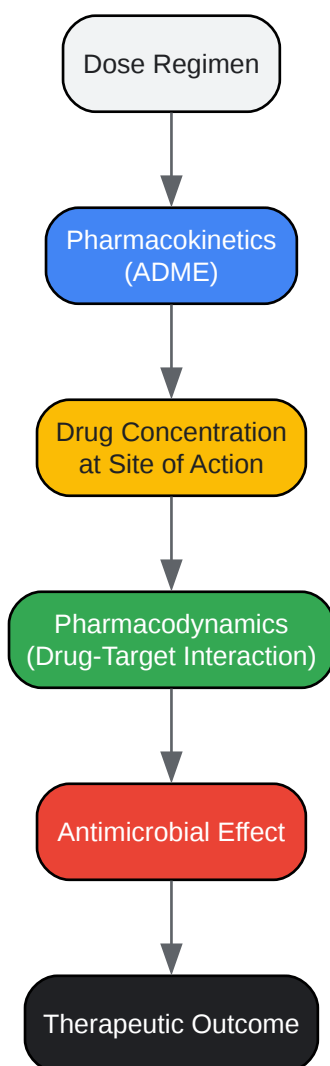 Dose Regimen
Pharmacokinetics
(ADME)
Drug Concentration
at Site of Action
Pharmacodynamics
(Drug-Target Interaction)
Antimicrobial Effect
Therapeutic Outcome